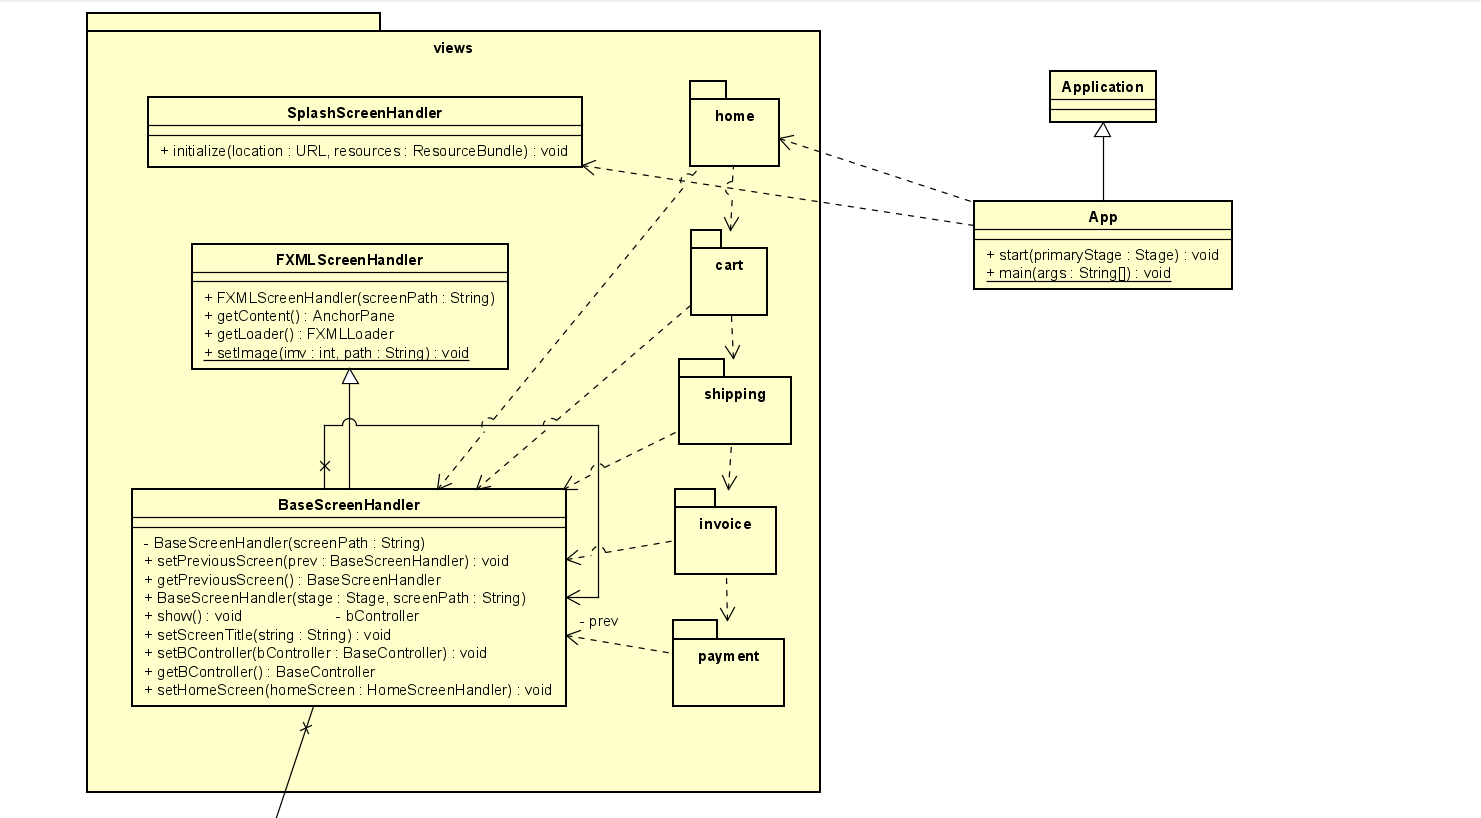 views
SplashScreenHandler
+ initialize(location : URL, resources : ResourceBundle) : void
FXMLScreenHandler
+ FXMLScreenHandler(screenPath : String)
+ getContent() : AnchorPane
+ getLoader() : FXMLLoader
+ setImage(imv : int, path : String) : void
BaseScreenHandler
- BaseScreenHandler(screenPath : String)
+ setPreviousScreen(prev : BaseScreenHandler) : void
+ getPreviousScreen() : BaseScreenHandler
+ BaseScreenHandler(stage : Stage, screenPath : String)
+ show() : void
- bController
+ setScreenTitle(string : String) : void
+ setBController(bController : BaseController) : void
+ getBController() : BaseController
+ setHomeScreen(homeScreen : HomeScreenHandler) : void
- prev
home
cart
shipping
invoice
payment
Application
App
+ start(primaryStage : Stage) : void
+ main(args : String[]) : void